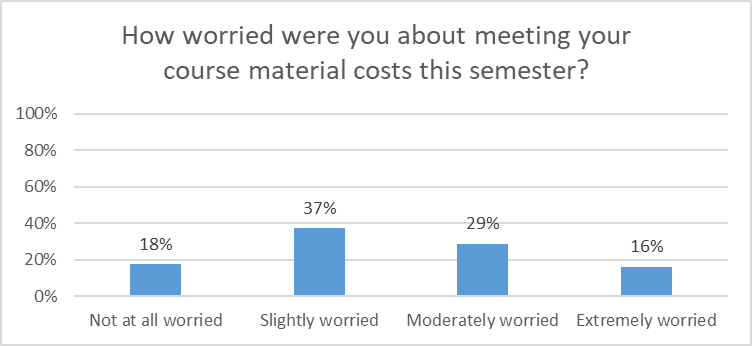 How worried were you about meeting your
course material costs this semester?
100%
80%
60%
40%
20%
0%
18%
37%
29%
16%
Not at all worried
Slightly worried
Moderately worried
Extremely worried